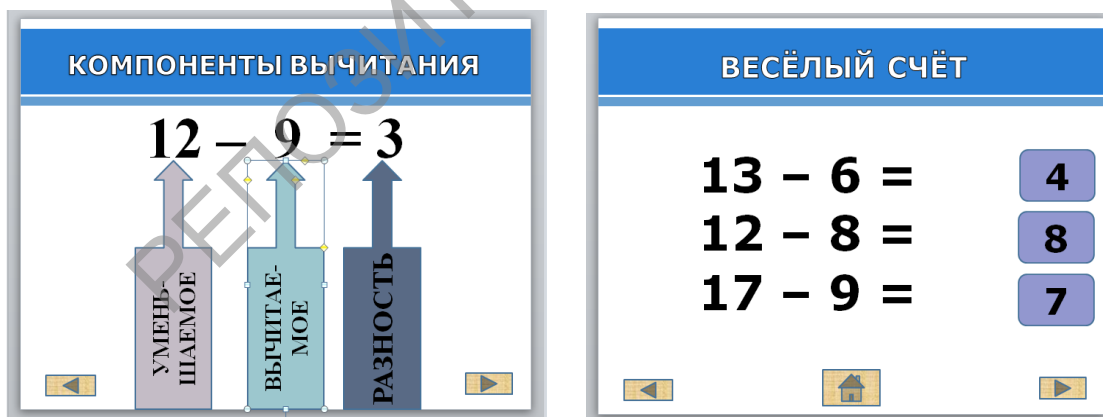 КОМПОНЕНТЫ ВЫЧИТАНИЯ
12 – 9 = 3
УМЕНЬ-
ШАЕМОЕ
ВЫЧИТАЕ-
МОЕ
РАЗНОСТЬ
ВЕСЁЛЫЙ СЧЁТ
13 – 6 =
4
12 – 8 =
8
17 – 9 =
7